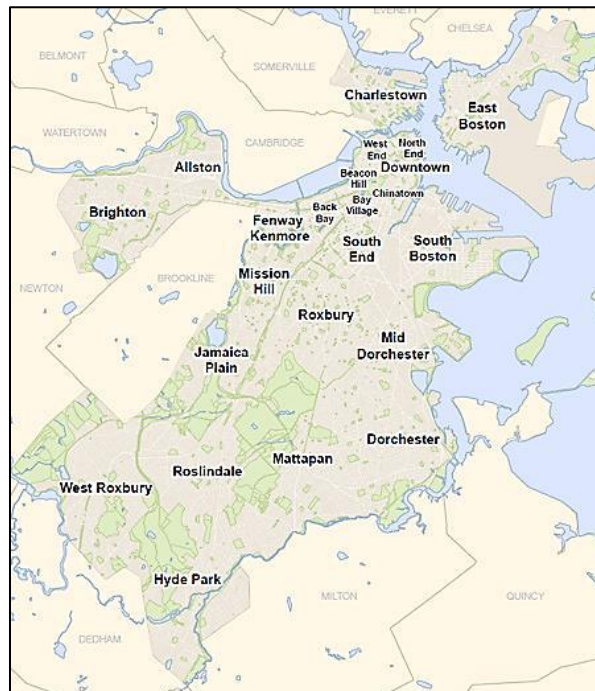 EVERETT
CHELSEA
BELMONT
SOMERVILLE
Charlestown
East
Boston
WATERTOWN
CAMBRIDGE
West
End
North
End
Allston
Beacon
Hill
Downtown
Chinatown
Brighton
Back
Bay
Bay
Village
Fenway
Kenmore
South
End
South
Boston
NEWTON
BROOKLINE
Mission
Hill
Roxbury
Mid
Dorchester
Jamaica
Plain
Dorchester
Mattapan
Roslindale
West Roxbury
Hyde Park
MILTON
QUINCY
DEDHAM